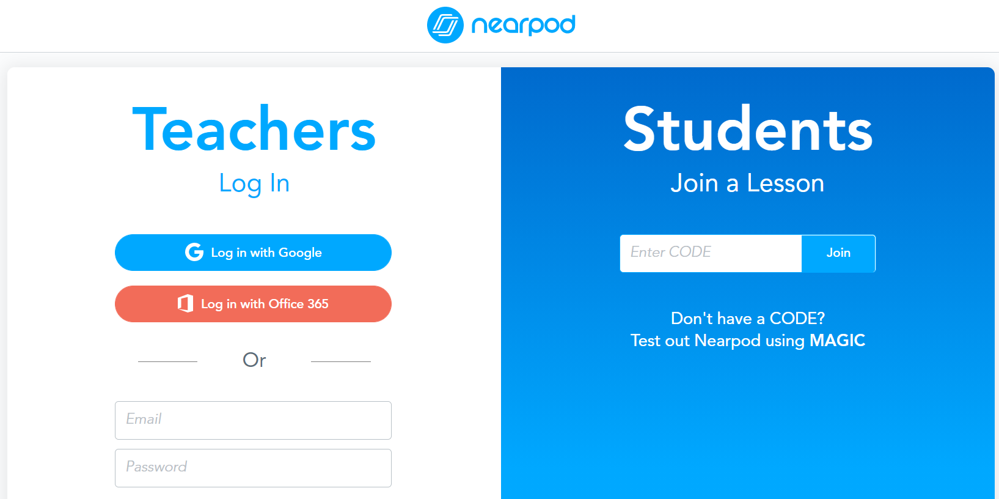 nearpod
Teachers
Log In
Log in with Google
Log in with Office 365
Or
Email
Password
Students
Join a Lesson
Enter CODE
Join
Don't have a CODE?
Test out Nearpod using MAGIC